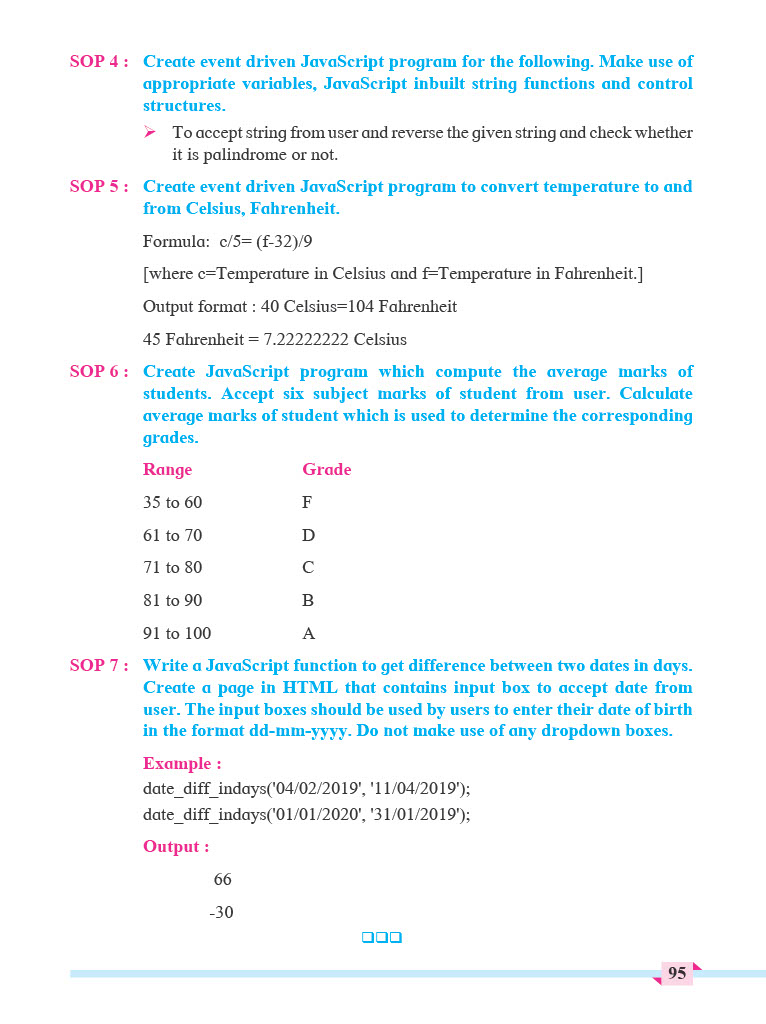 SOP 4 : Create event driven JavaScript program for the following. Make use of
appropriate variables, JavaScript inbuilt string functions and control
structures.
➢ To accept string from user and reverse the given string and check whether
it is palindrome or not.
SOP 5 : Create event driven JavaScript program to convert temperature to and
from Celsius, Fahrenheit.
Formula: c/5= (f-32)/9
[where c=Temperature in Celsius and f=Temperature in Fahrenheit.]
Output format : 40 Celsius=104 Fahrenheit
45 Fahrenheit = 7.22222222 Celsius
SOP 6 : Create JavaScript program which compute the average marks of
students. Accept six subject marks of student from user. Calculate
average marks of student which is used to determine the corresponding
grades.
Range Grade
35 to 60 F
61 to 70 D
71 to 80 C
81 to 90 B
91 to 100 A
SOP 7 : Write a JavaScript function to get difference between two dates in days.
Create a page in HTML that contains input box to accept date from
user. The input boxes should be used by users to enter their date of birth
in the format dd-mm-yyyy. Do not make use of any dropdown boxes.
Example :
date_diff_indays('04/02/2019', '11/04/2019');
date_diff_indays('01/01/2020', '31/01/2019');
Output :
66
-30
❑❑❑
95